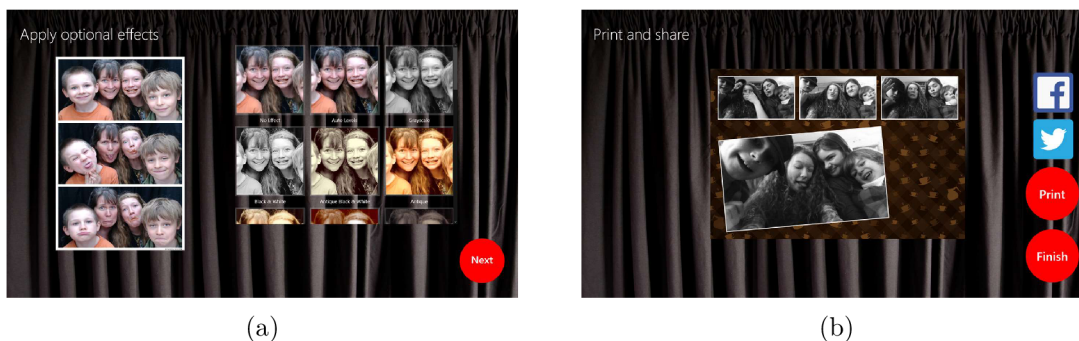 Apply optional effects
No Effect
Auto Levels
Grayscale
Black & White
Antique Black & White
Antique
Next
(a)
Print and share
f
Print
Finish
(b)